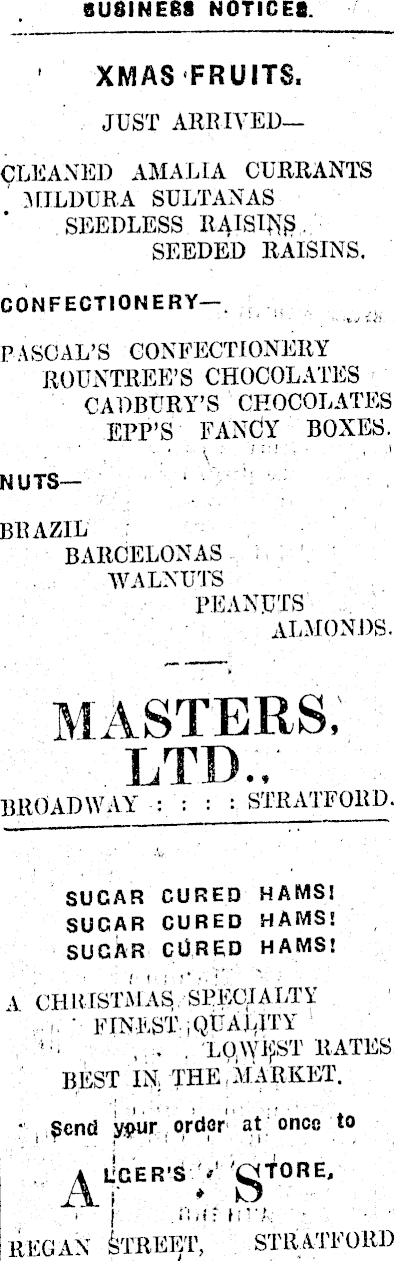 BUSINESS NOTICES.
XMAS FRUITS.
JUST ARRIVED—
CLEANED AMALIA CURRANTS
MILDURA SULTANAS
SEEDLESS RAISINS
SEEDED RAISINS.
CONFECTIONERY—
PASCAL'S CONFECTIONERY
ROUNTREE'S CHOCOLATES
CADBURY'S CHOCOLATES
EPP'S FANCY BOXES.
NUTS—
BRAZIL
BARCELONAS
WALNUTS
PEANUTS
ALMONDS.
MASTERS,
LTD.,
BROADWAY : : : : STRATFORD.
SUGAR CURED HAMS!
SUGAR CURED HAMS!
SUGAR CURED HAMS!
A CHRISTMAS SPECIALTY
FINEST QUALITY
LOWEST RATES
BEST IN THE MARKET.
Send your order at once to
ALGER'S STORE,
REGAN STREET, STRATFORD